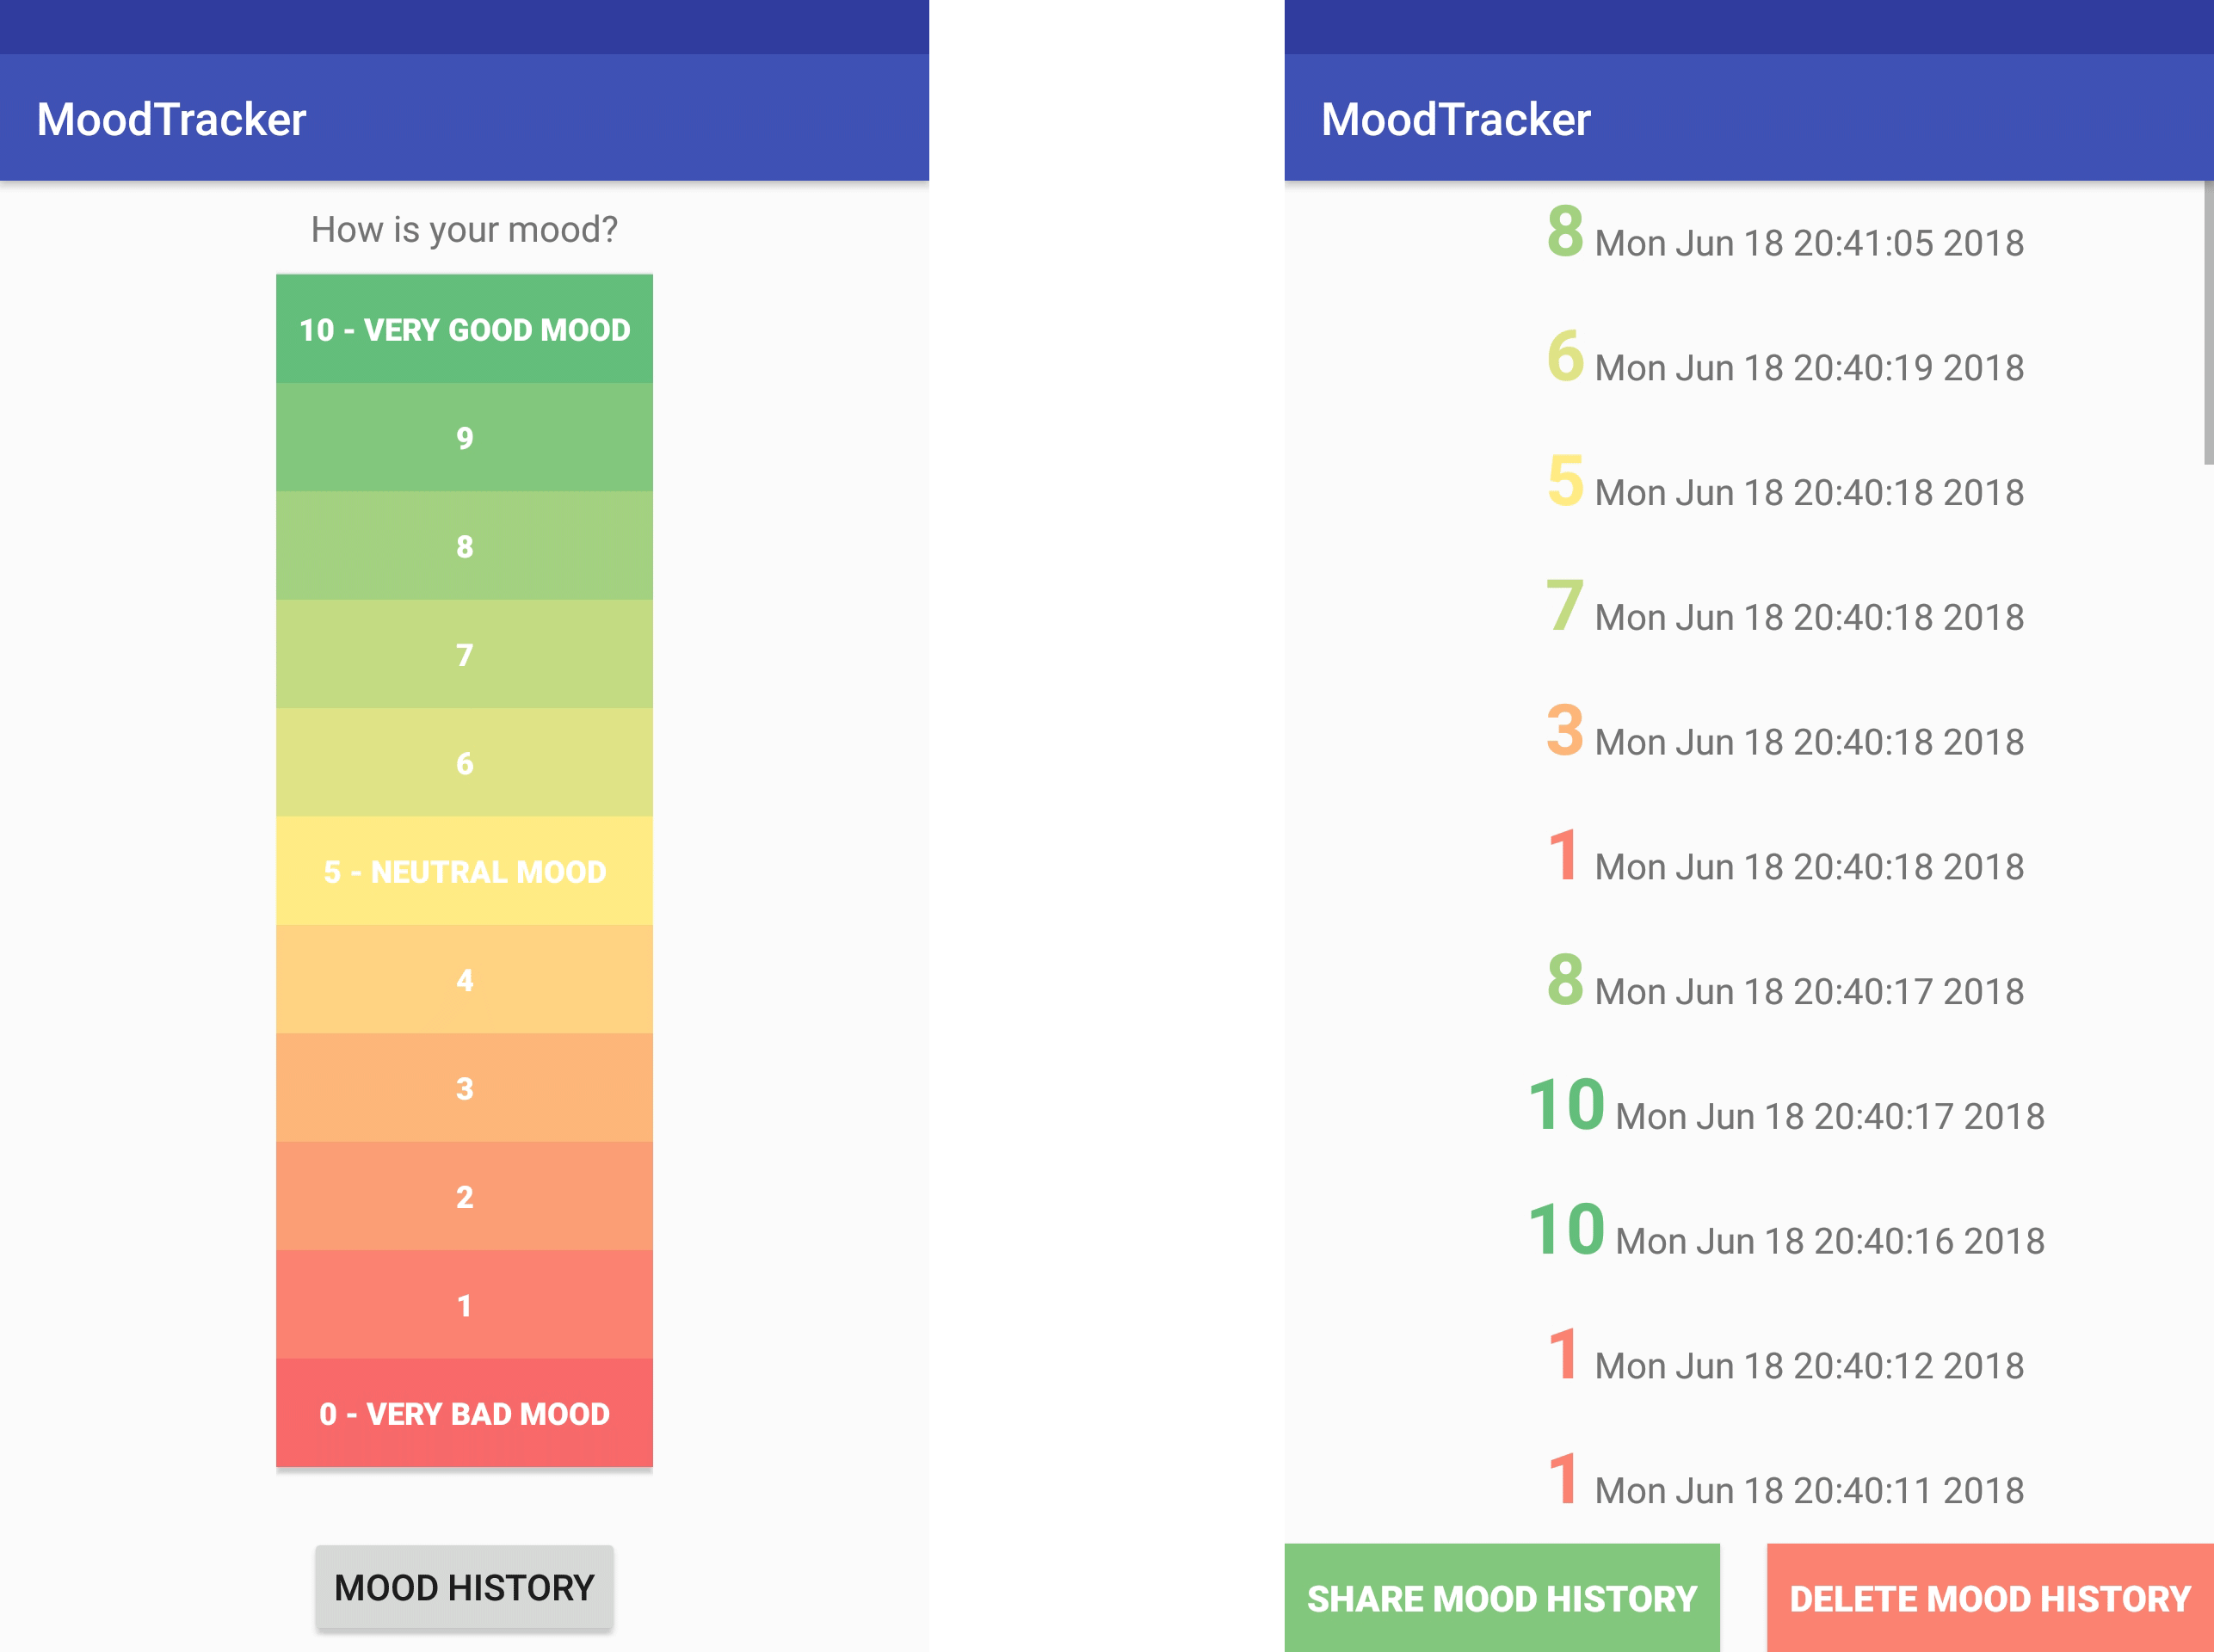 MoodTracker
How is your mood?
10 - VERY GOOD MOOD
9
8
7
6
5 - NEUTRAL MOOD
4
3
2
1
0 - VERY BAD MOOD
MOOD HISTORY
MoodTracker
8 Mon Jun 18 20:41:05 2018
6 Mon Jun 18 20:40:19 2018
5 Mon Jun 18 20:40:18 2018
7 Mon Jun 18 20:40:18 2018
3 Mon Jun 18 20:40:18 2018
1 Mon Jun 18 20:40:18 2018
8 Mon Jun 18 20:40:17 2018
10 Mon Jun 18 20:40:17 2018
10 Mon Jun 18 20:40:16 2018
1 Mon Jun 18 20:40:12 2018
1 Mon Jun 18 20:40:11 2018
SHARE MOOD HISTORY
DELETE MOOD HISTORY